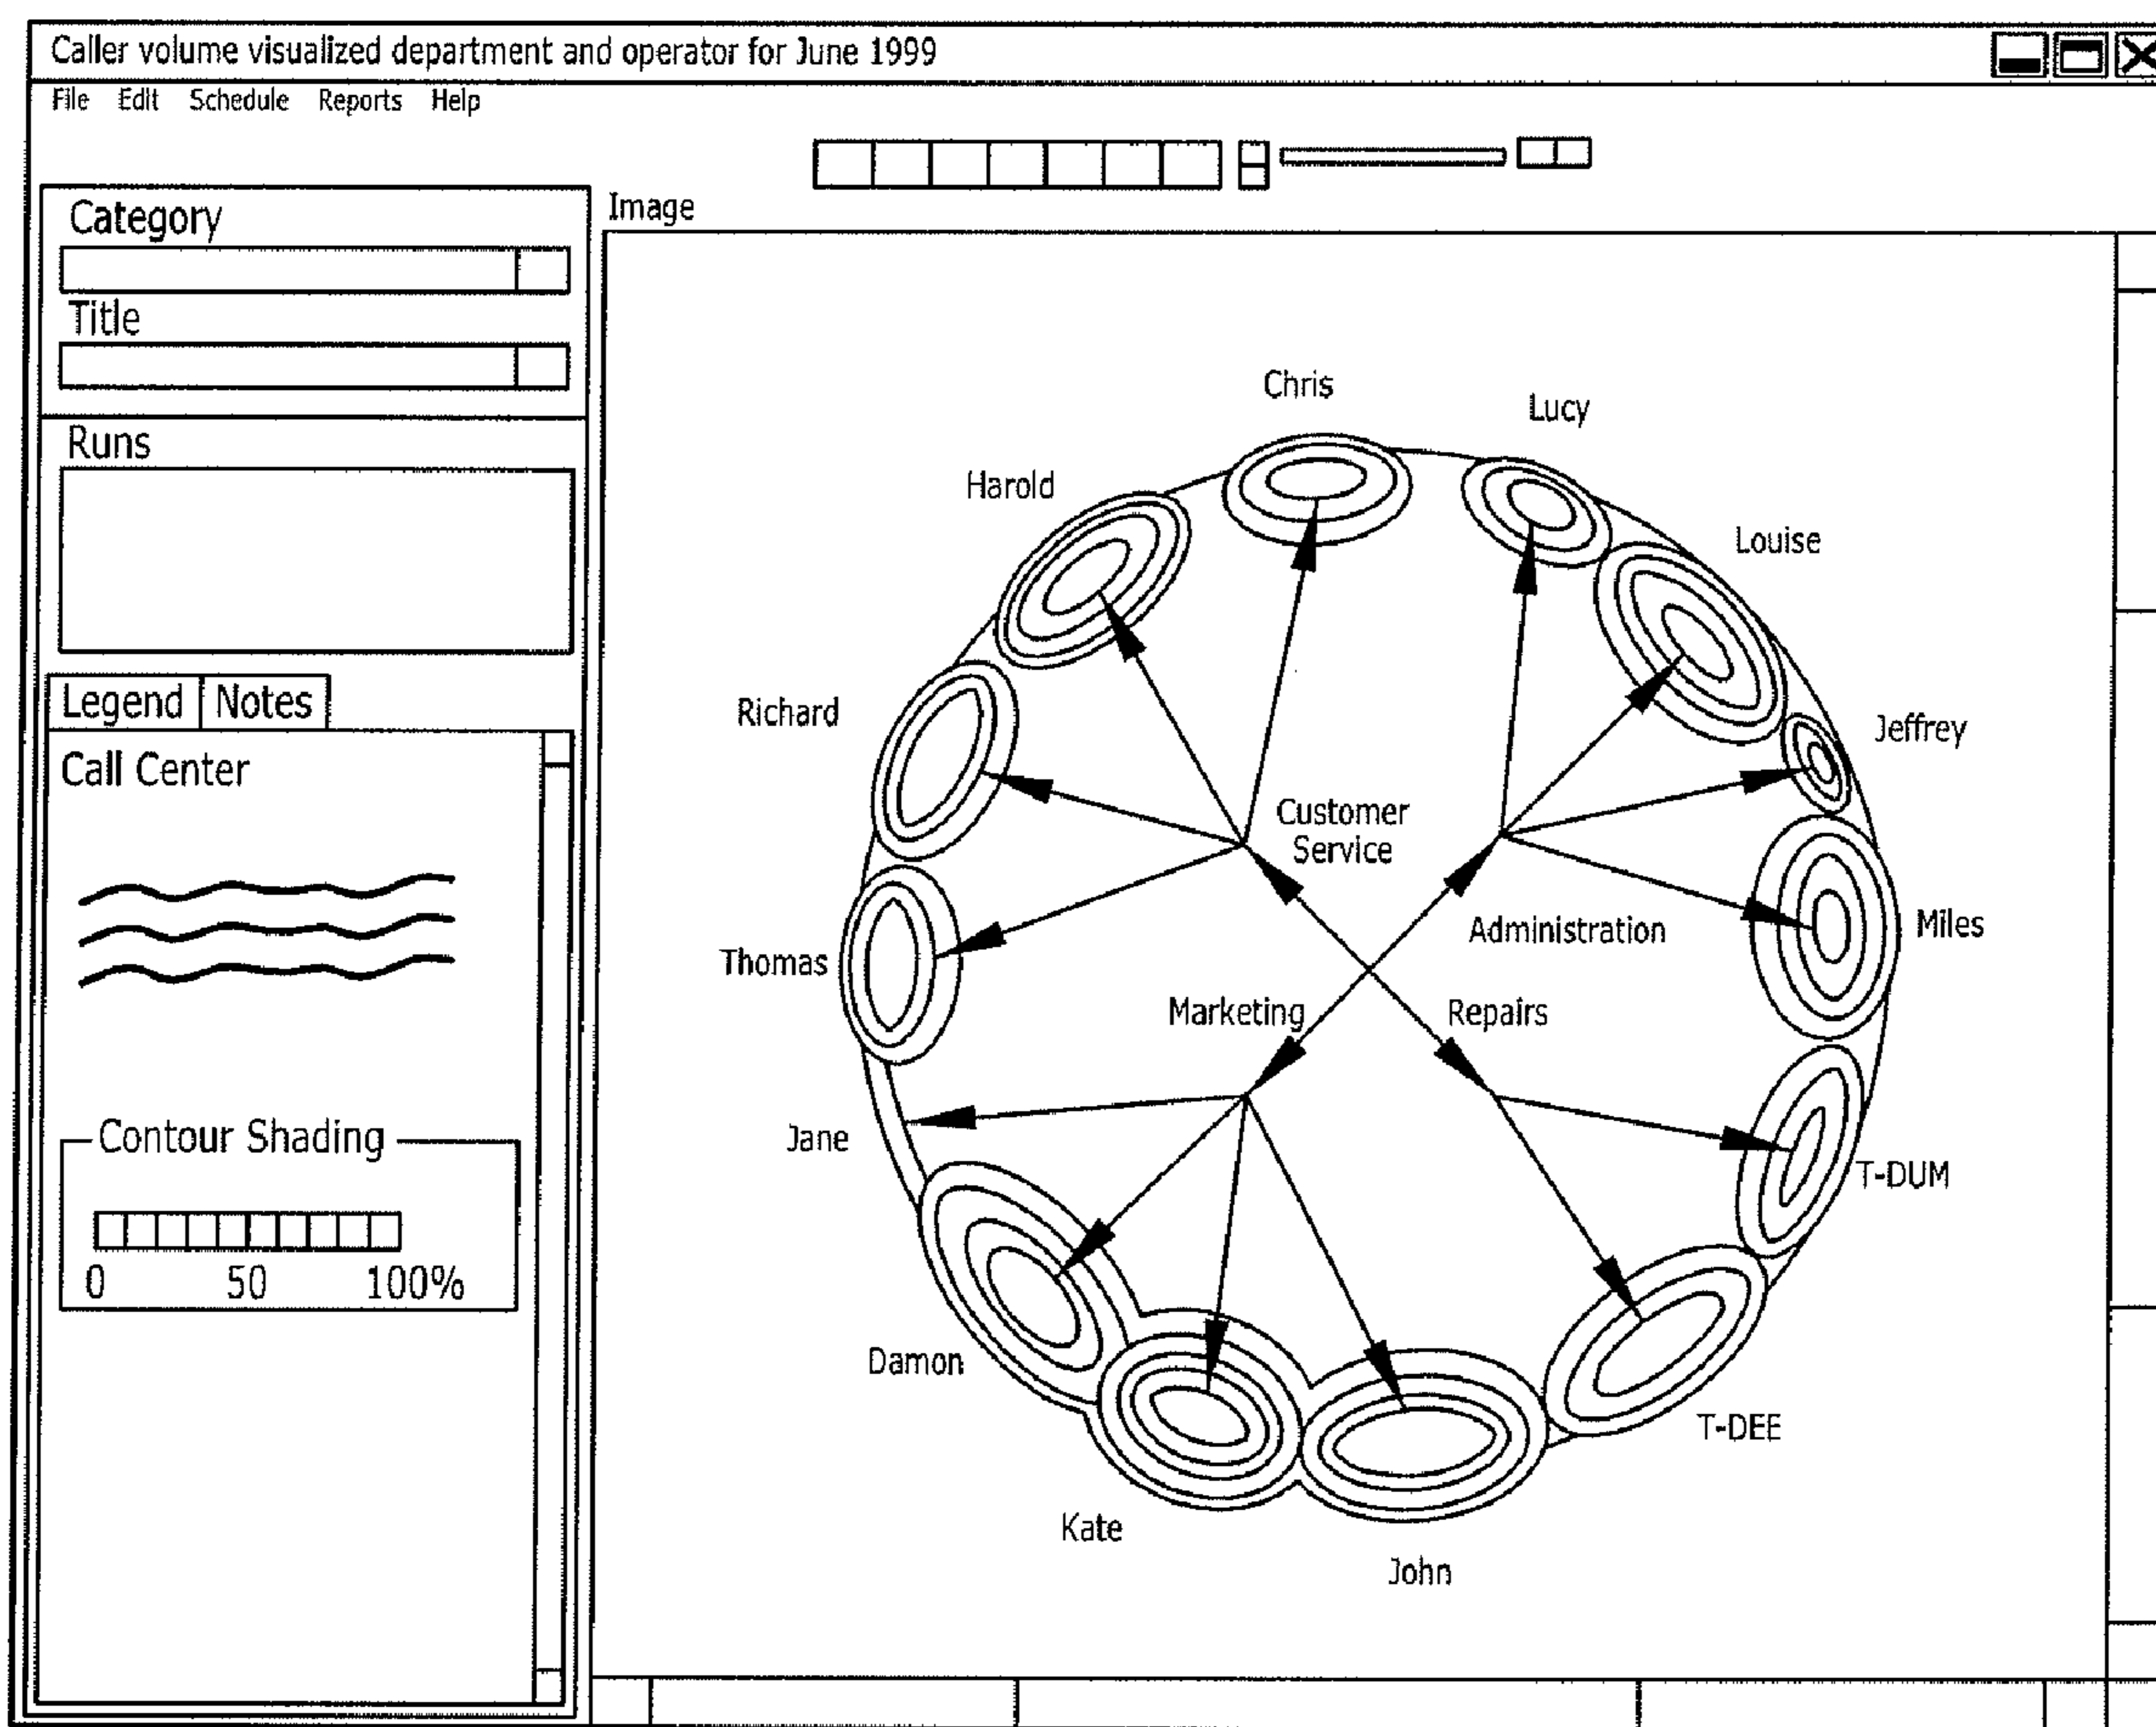 Caller volume visualized department and operator for June 1999
File Edit Schedule Reports Help
Category
Title
Runs
Legend Notes
Call Center
Contour Shading
0 50 100%
Image
Chris
Lucy
Harold
Louise
Richard
Jeffrey
Customer
Service
Thomas
Administration
Miles
Marketing
Repairs
Jane
T-DUM
Damon
T-DEE
Kate
John